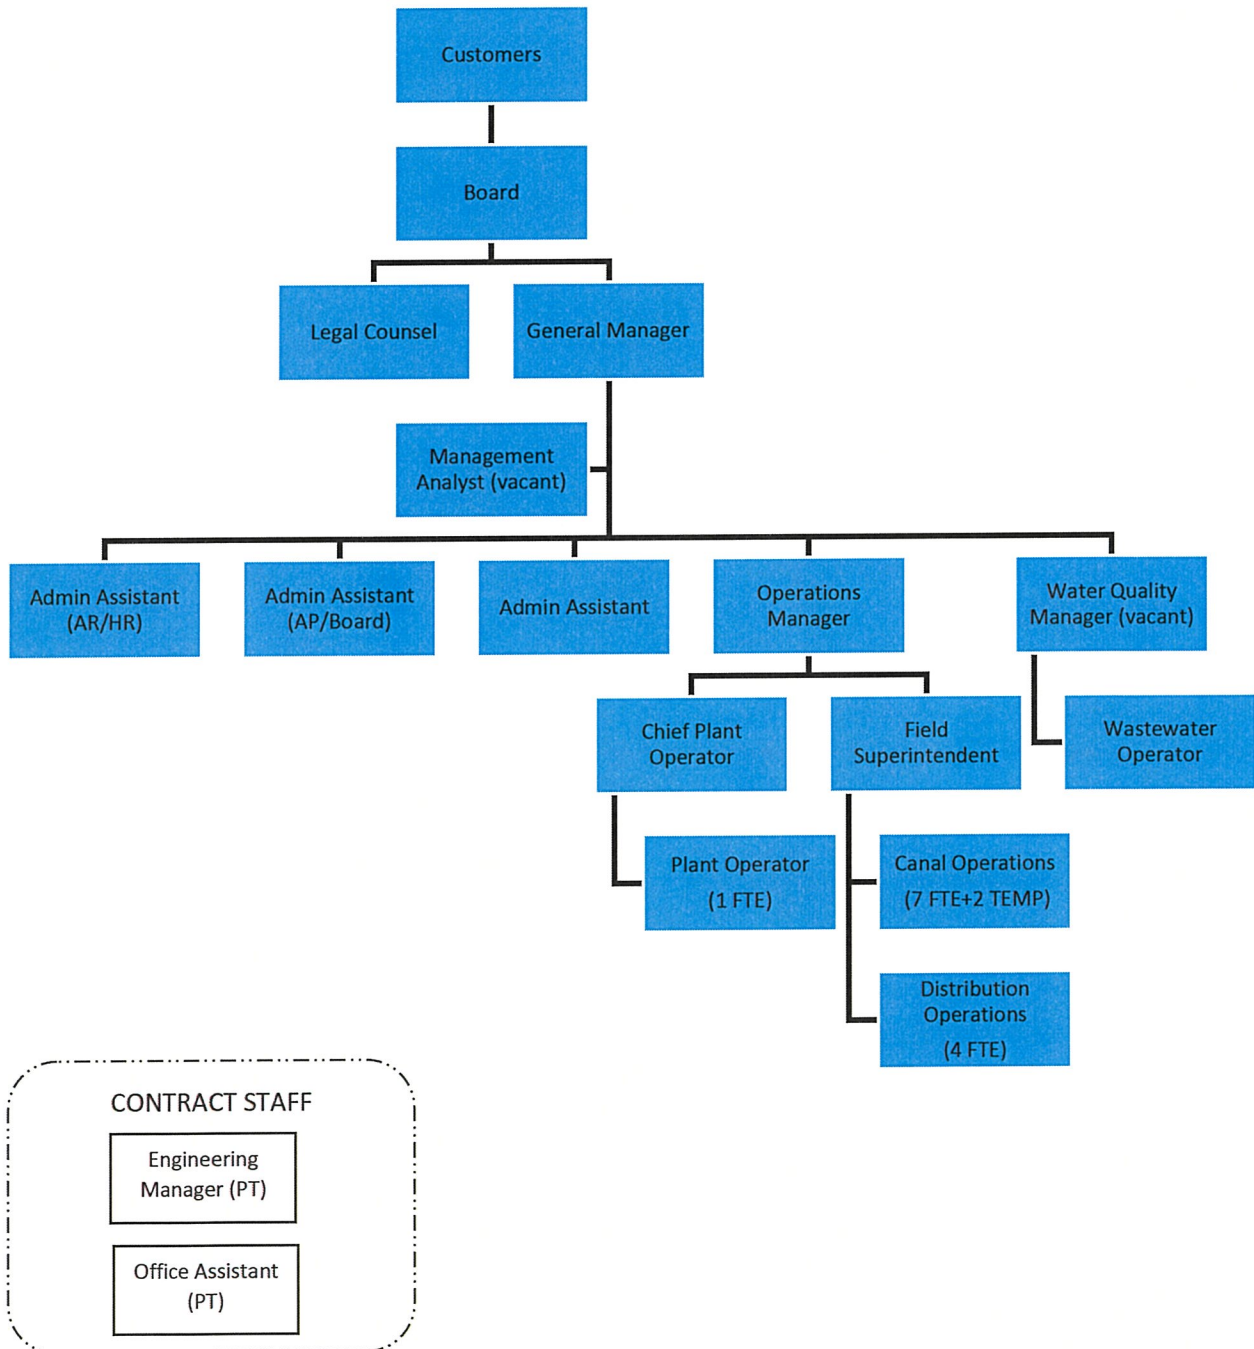 Customers
Board
Legal Counsel
General Manager
Management
Analyst (vacant)
Admin Assistant
(AR/HR)
Admin Assistant
(AP/Board)
Admin Assistant
Operations
Manager
Water Quality
Manager (vacant)
Chief Plant
Operator
Field
Superintendent
Wastewater
Operator
Plant Operator
(1 FTE)
Canal Operations
(7 FTE+2 TEMP)
Distribution
Operations
(4 FTE)
CONTRACT STAFF
Engineering
Manager (PT)
Office Assistant
(PT)